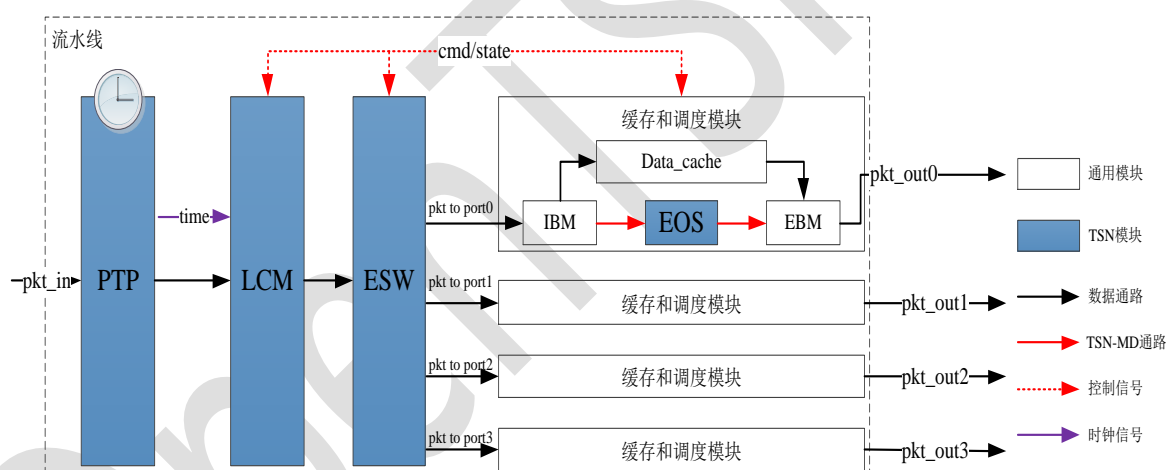 流水线
cmd/state
缓存和调度模块
Data_cache
pkt_out0
通用模块
pkt to port0
IBM
EOS
EBM
time
TSN模块
pkt_in
PTP
LCM
ESW
pkt to port1
缓存和调度模块
pkt_out1
数据通路
TSN-MD通路
pkt to port2
缓存和调度模块
pkt_out2
控制信号
pkt to port3
缓存和调度模块
pkt_out3
时钟信号